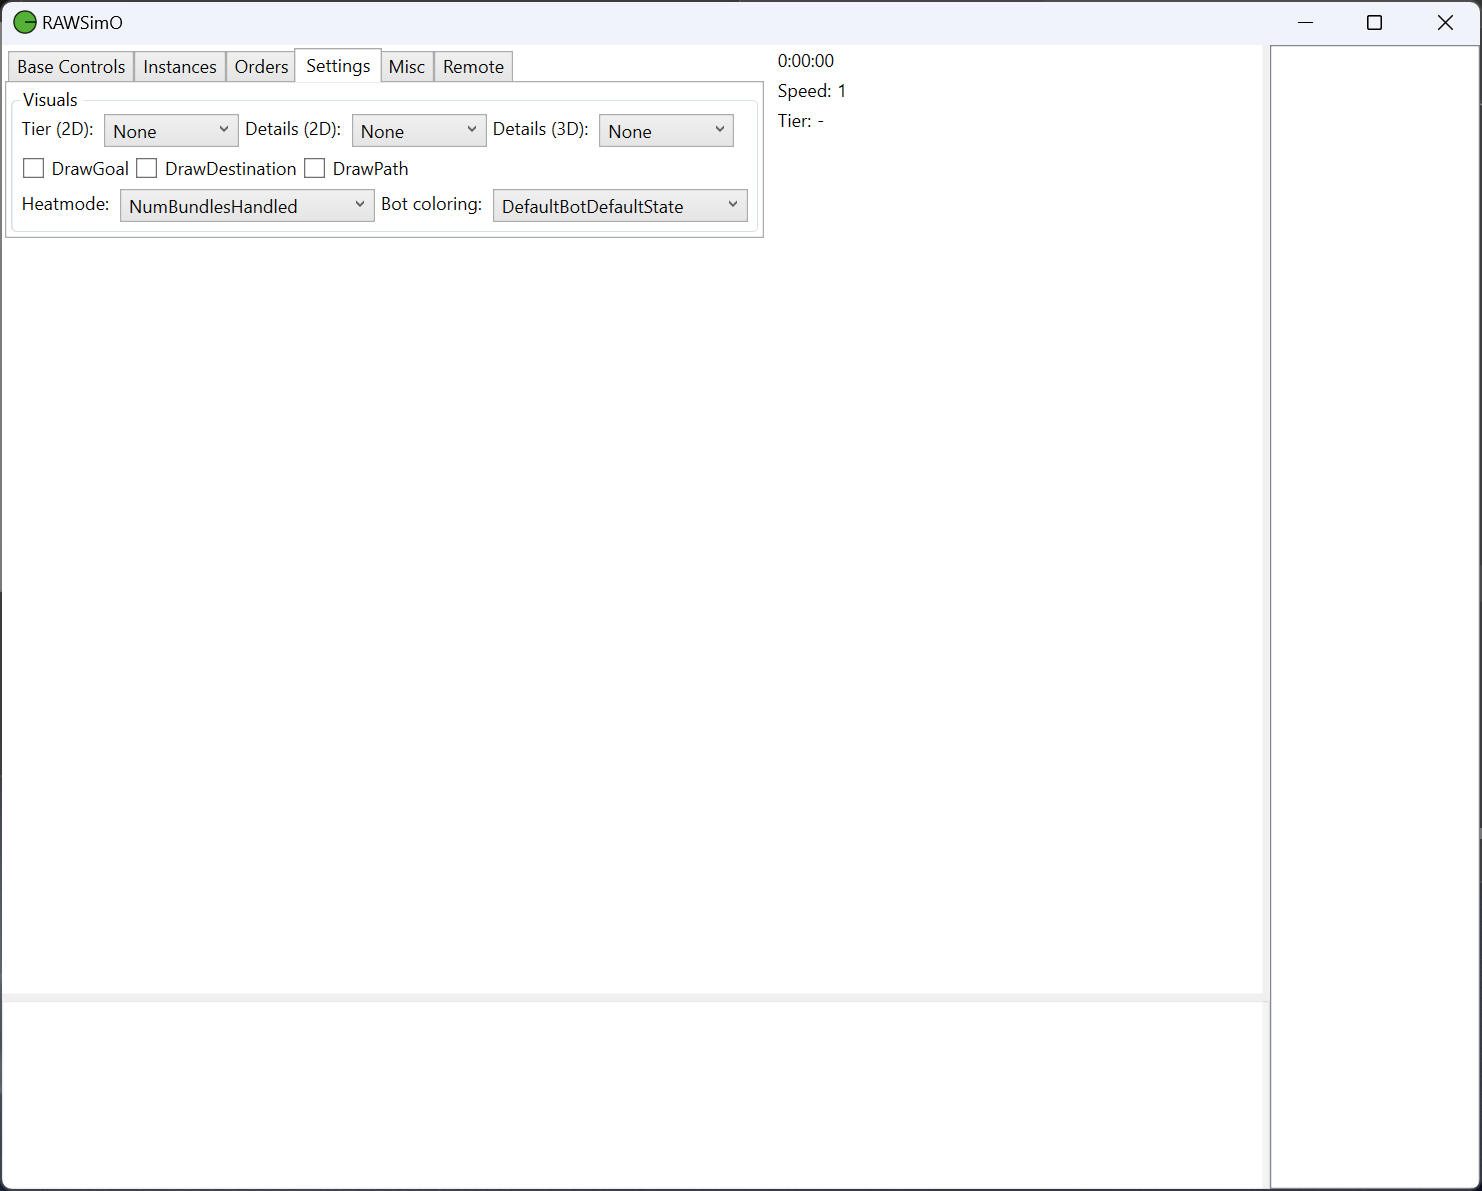 RAWSimO
Base Controls Instances Orders Settings Misc Remote
0:00:00
Speed: 1
Tier: -
Visuals
Tier (2D): None Details (2D): None Details (3D): None
DrawGoal DrawDestination DrawPath
Heatmode: NumBundlesHandled Bot coloring: DefaultBotDefaultState